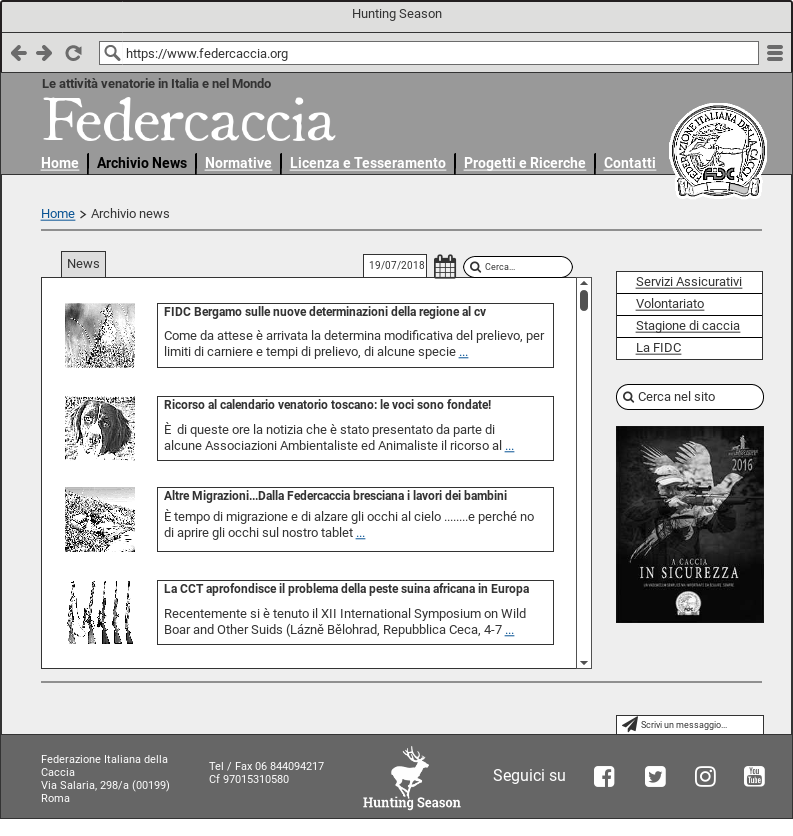 Hunting Season
https://www.federcaccia.org
Le attività venatorie in Italia e nel Mondo
Federcaccia
Home | Archivio News | Normative | Licenza e Tesseramento | Progetti e Ricerche | Contatti
FEDERAZIONE ITALIANA DELLA CACCIA
FIDC
Home > Archivio news
News
19/07/2018
Cerca...
FIDC Bergamo sulle nuove determinazioni della regione al cv
Come da attese è arrivata la determina modificativa del prelievo, per
limiti di carniere e tempi di prelievo, di alcune specie ...
Ricorso al calendario venatorio toscano: le voci sono fondate!
È  di queste ore la notizia che è stato presentato da parte di
alcune Associazioni Ambientaliste ed Animaliste il ricorso al ...
Altre Migrazioni...Dalla Federcaccia bresciana i lavori dei bambini
È tempo di migrazione e di alzare gli occhi al cielo ........e perché no
di aprire gli occhi sul nostro tablet ...
La CCT aprofondisce il problema della peste suina africana in Europa
Recentemente si è tenuto il XII International Symposium on Wild
Boar and Other Suids (Lázně Bělohrad, Repubblica Ceca, 4-7 ...
Servizi Assicurativi
Volontariato
Stagione di caccia
La FIDC
Cerca nel sito
2016
A CACCIA
IN SICUREZZA
Scrivi un messaggio...
Federazione Italiana della
Caccia
Via Salaria, 298/a (00199)
Roma
Tel / Fax 06 844094217
Cf 97015310580
Hunting Season
Seguici su
You
Tube